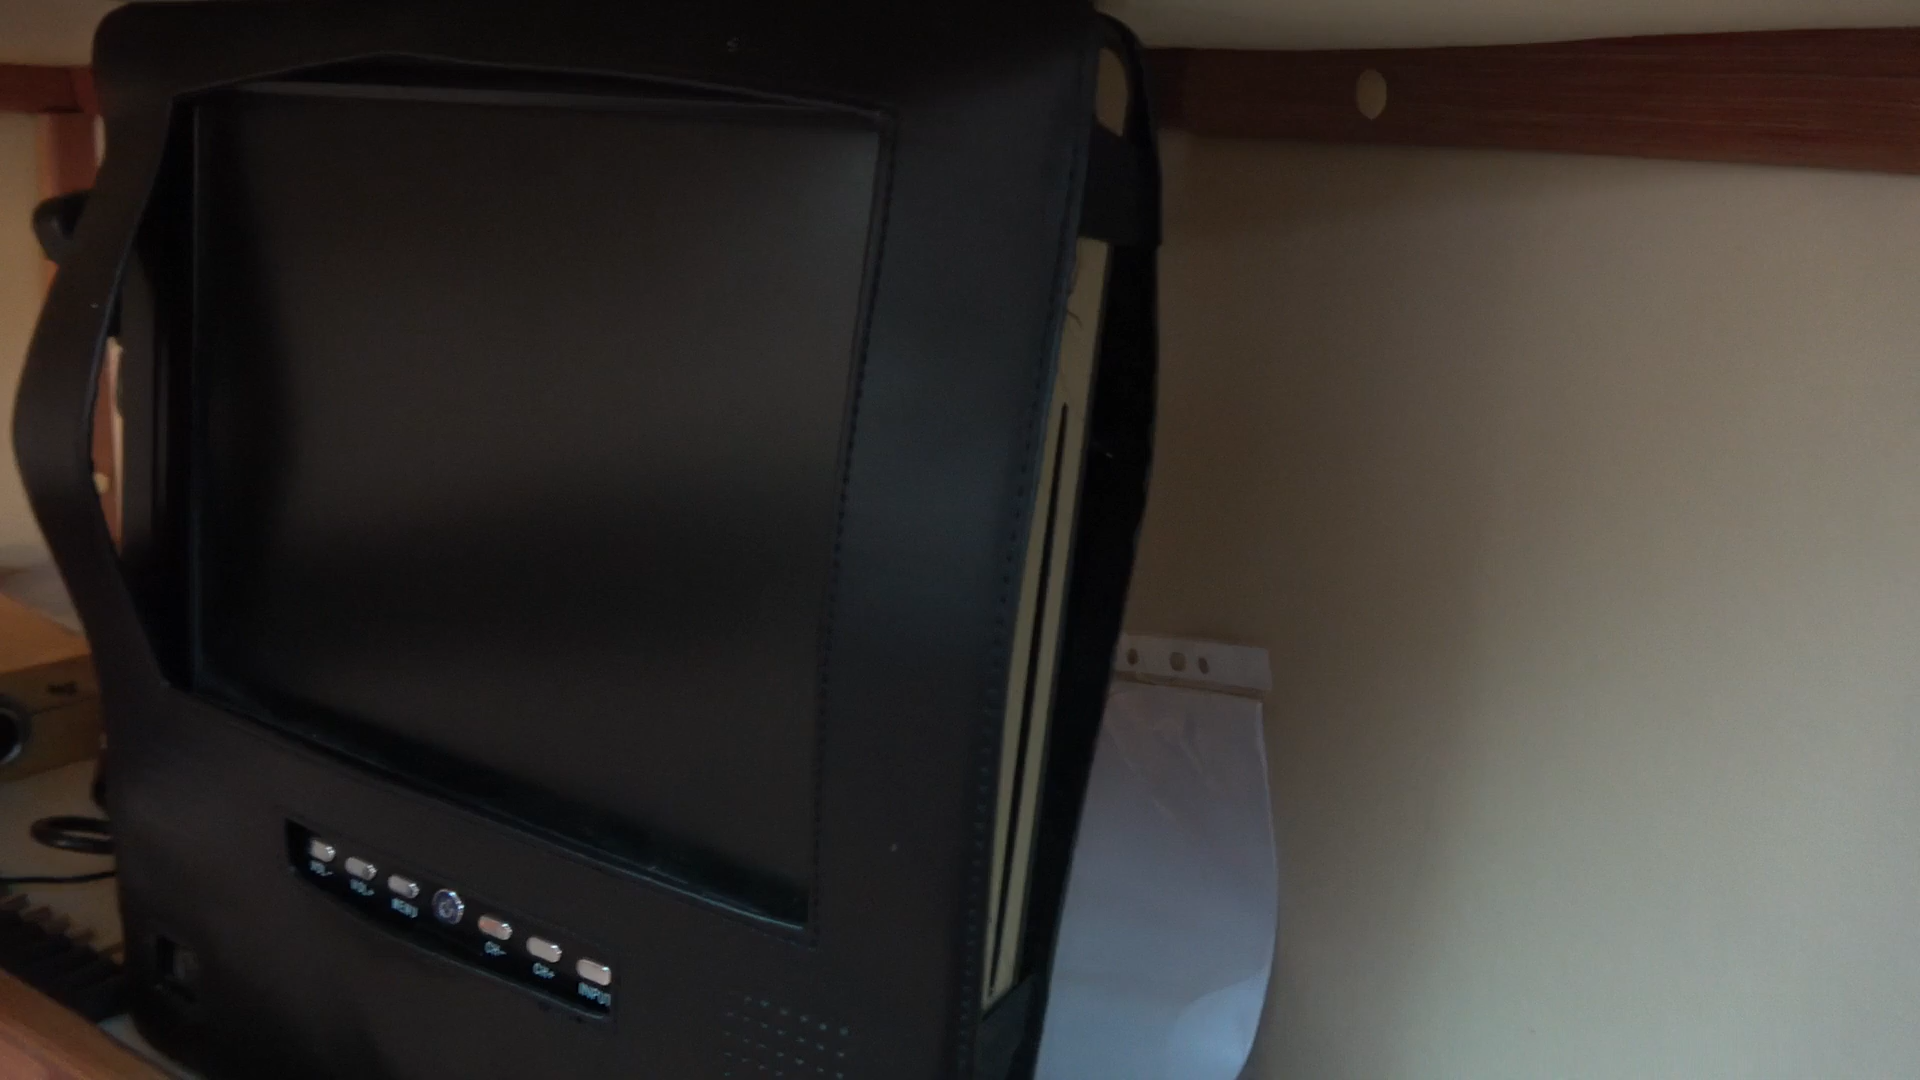 VOL-
VOL+
MENU
CH-
CH+
INPUT